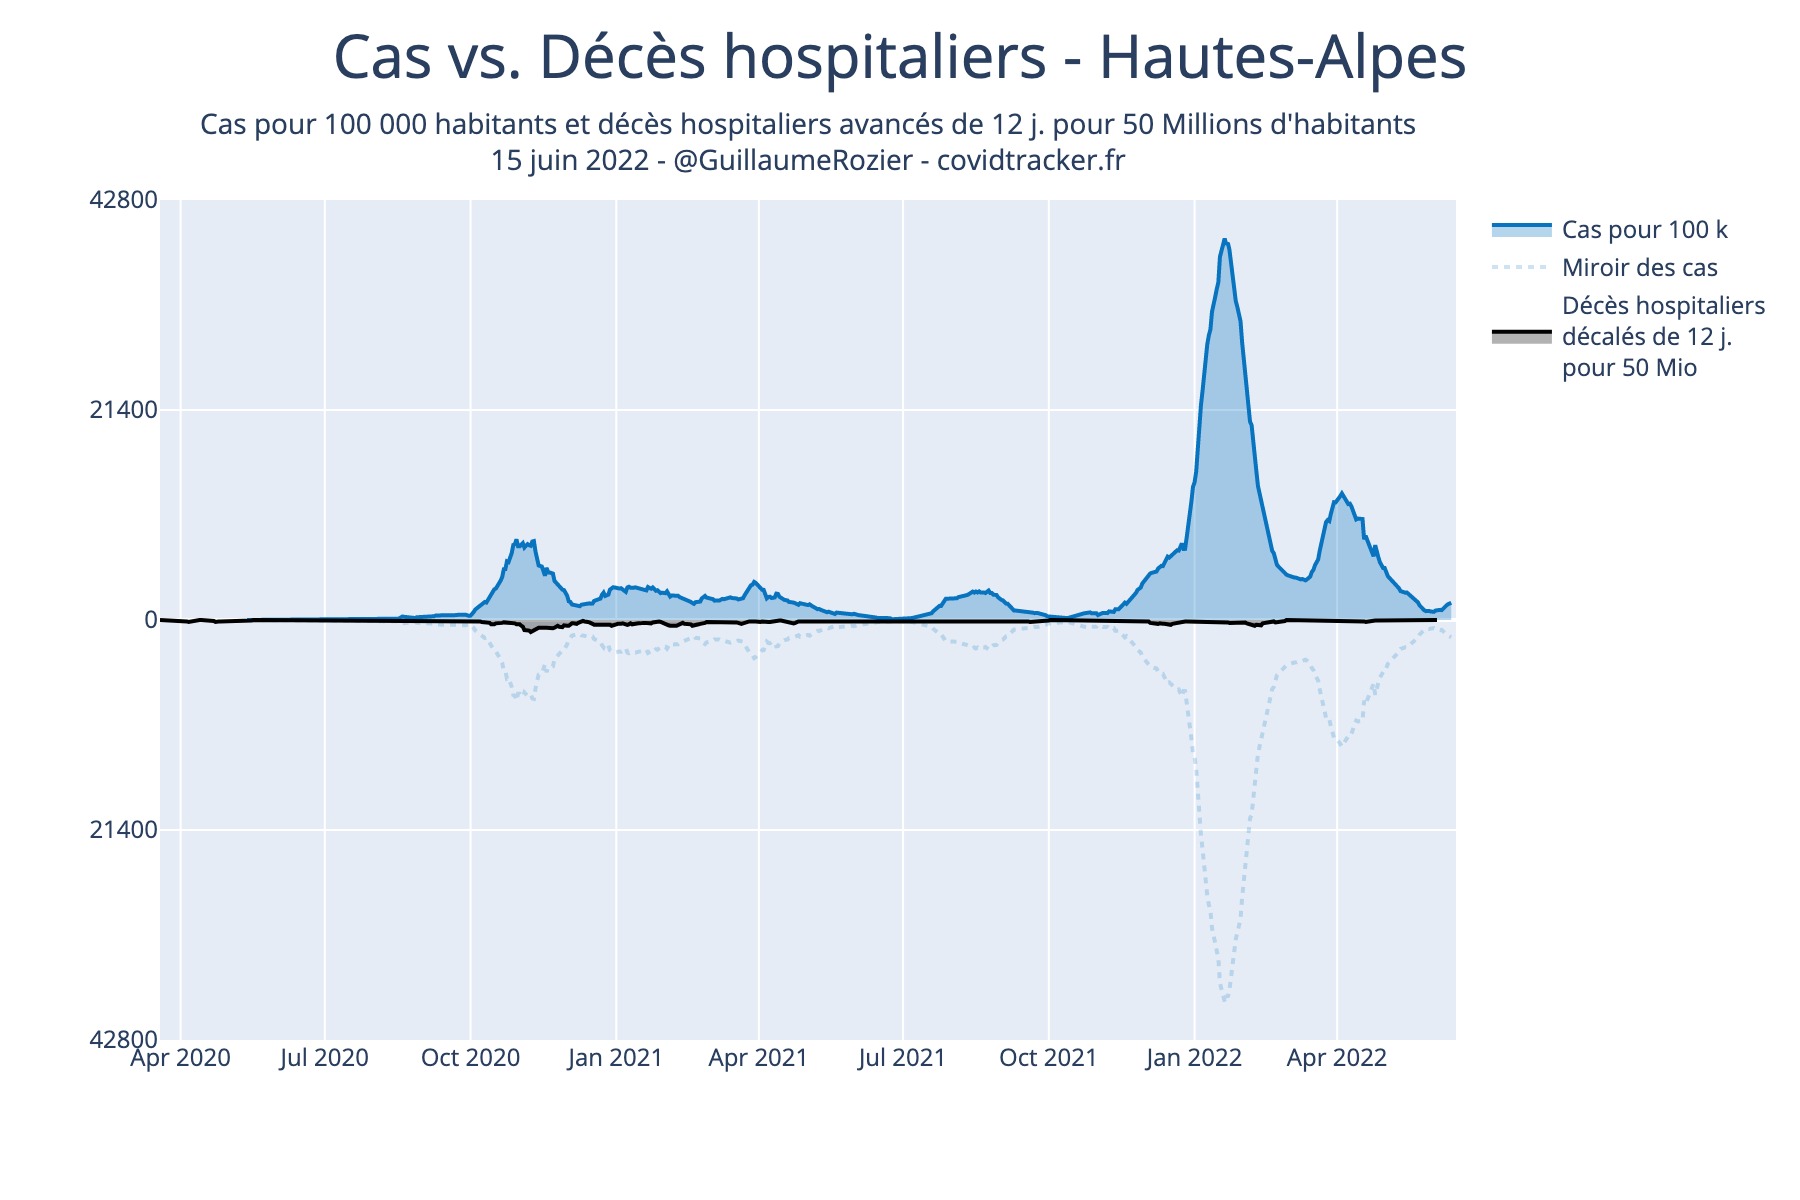 Cas vs. Décès hospitaliers - Hautes-Alpes
Cas pour 100 000 habitants et décès hospitaliers avancés de 12 j. pour 50 Millions d'habitants
15 juin 2022 - @GuillaumeRozier - covidtracker.fr
42800
21400
0
21400
42800
Apr 2020
Jul 2020
Oct 2020
Jan 2021
Apr 2021
Jul 2021
Oct 2021
Jan 2022
Apr 2022
Cas pour 100 k
Miroir des cas
Décès hospitaliers
décalés de 12 j.
pour 50 Mio